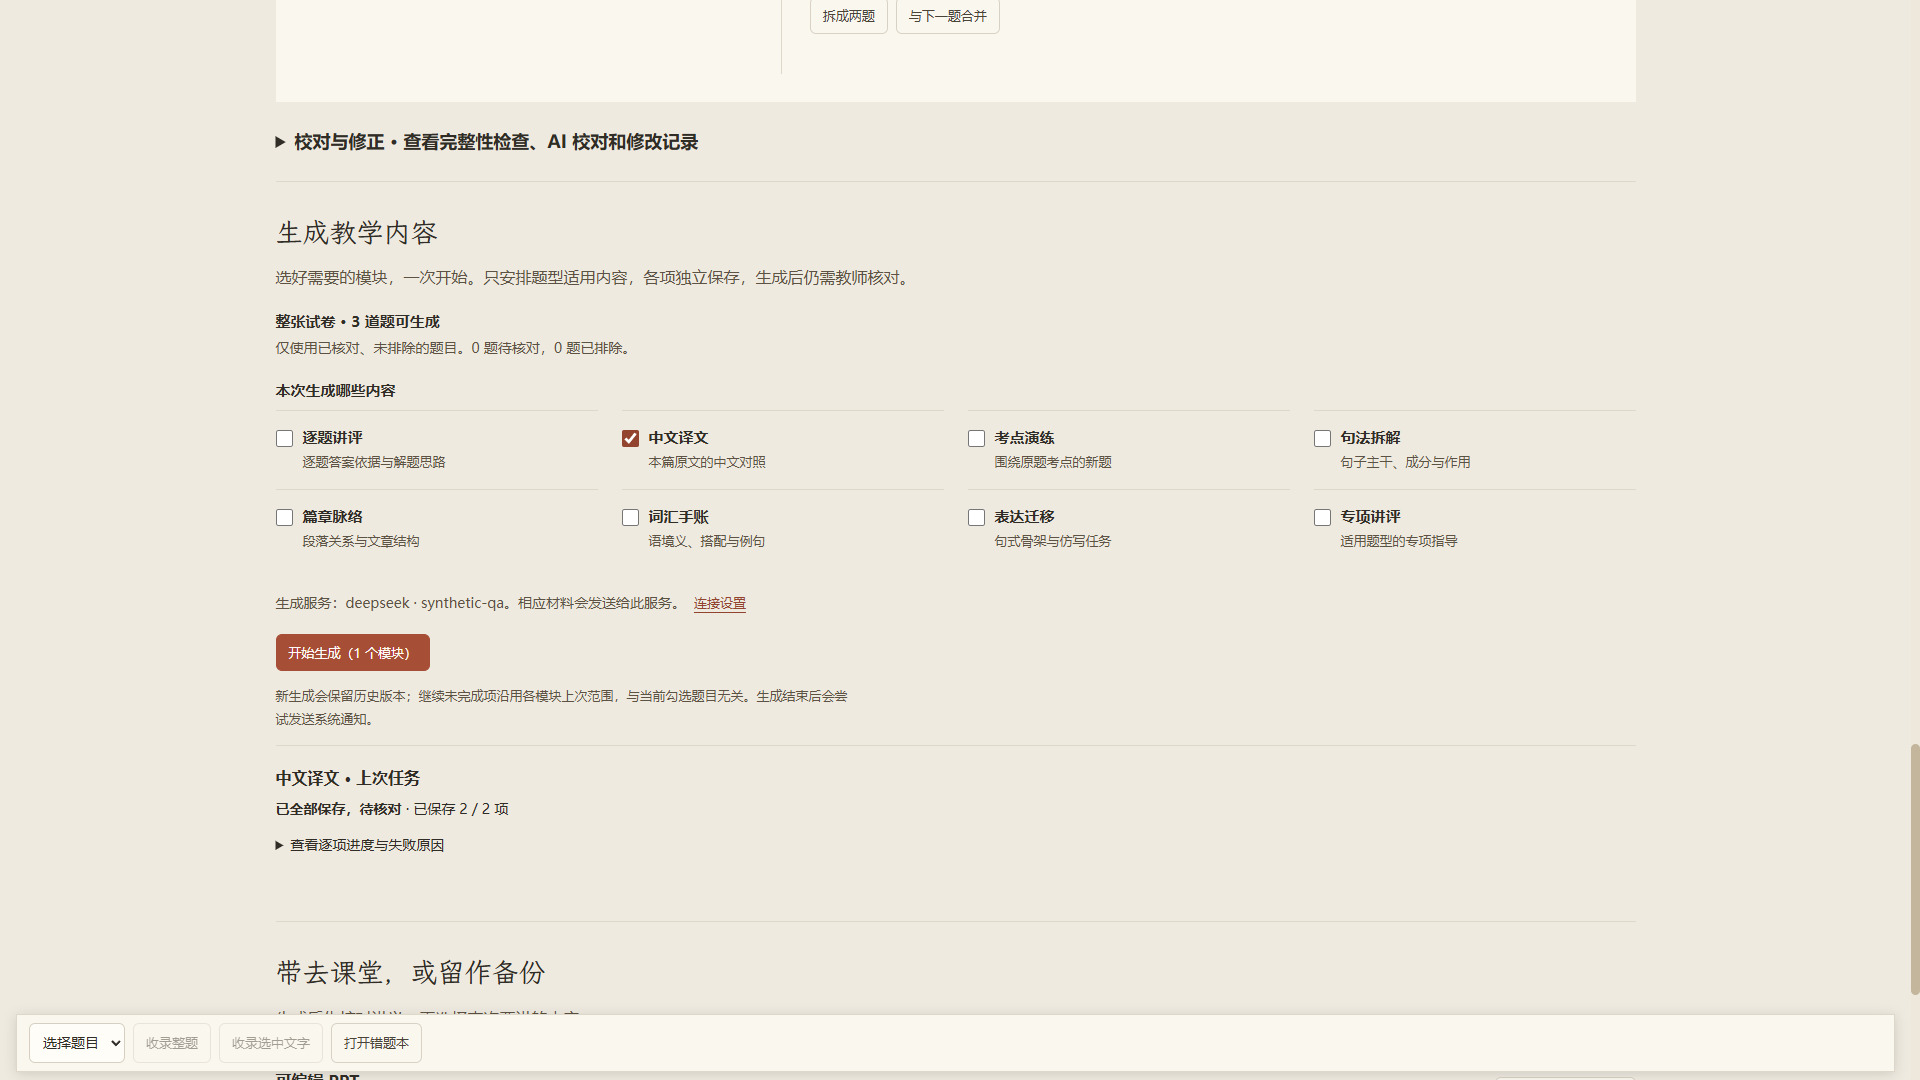 拆成两题 与下一题合并
▶ 校对与修正 • 查看完整性检查、AI 校对和修改记录
生成教学内容
选好需要的模块，一次开始。只安排题型适用内容，各项独立保存，生成后仍需教师核对。
整张试卷 • 3 道题可生成
仅使用已核对、未排除的题目。0 题待核对，0 题已排除。
本次生成哪些内容
逐题讲评 中文译文 考点演练 句法拆解
逐题答案依据与解题思路 本篇原文的中文对照 围绕原题考点的新题 句子主干、成分与作用
篇章脉络 词汇手账 表达迁移 专项讲评
段落关系与文章结构 语境义、搭配与例句 句式骨架与仿写任务 适用题型的专项指导
生成服务：deepseek · synthetic-qa。相应材料会发送给此服务。 连接设置
开始生成（1 个模块）
新生成会保留历史版本；继续未完成项沿用各模块上次范围，与当前勾选题目无关。生成结束后会尝
试发送系统通知。
中文译文 • 上次任务
已全部保存，待核对 · 已保存 2 / 2 项
▶ 查看逐项进度与失败原因
带去课堂，或留作备份
选择题目 收录整题 收录选中文字 打开错题本
可编辑 PPT